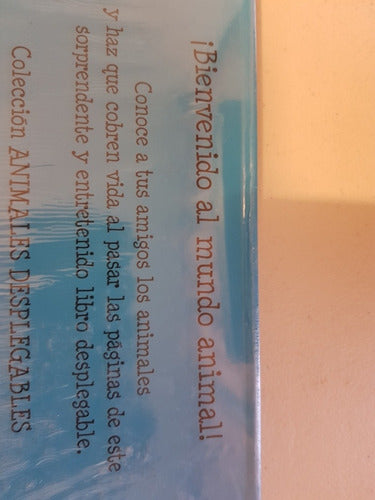 ¡Bienvenido al mundo animal!
Conoce a tus amigos los animales
y haz que cobren vida al pasar las páginas de este
sorprendente y entretenido libro desplegable.
Colección ANIMALES DESPLEGABLES